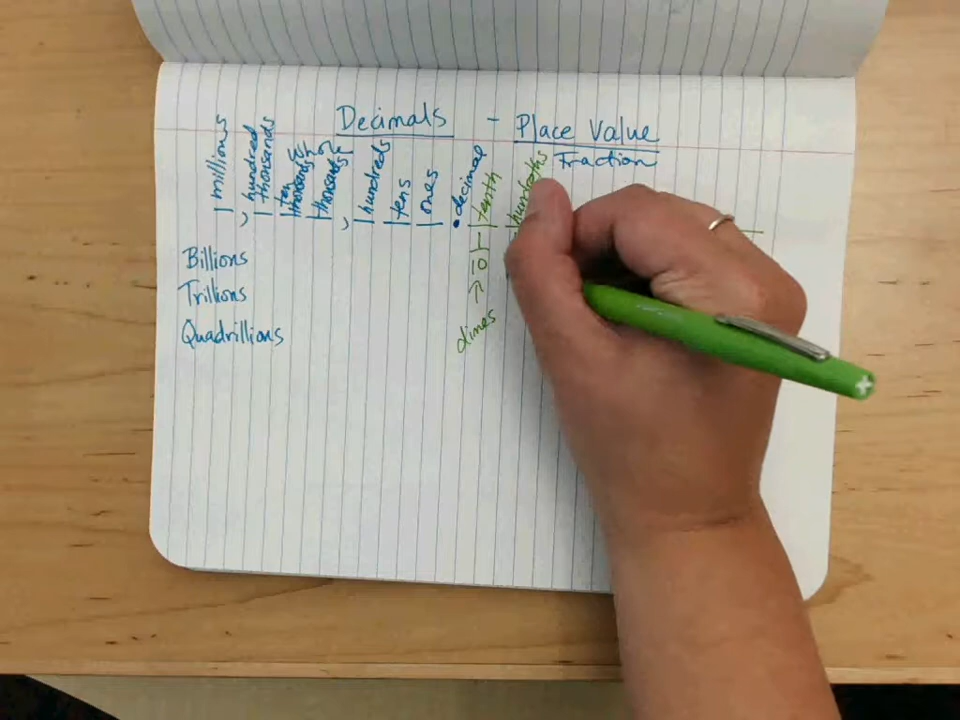 Decimals - Place Value
Whole
Fraction
millions , hundred thousands ten thousands thousands , hundreds tens ones • decimal tenth hundredths
1
10
→
dimes
Billions
Trillions
Quadrillions